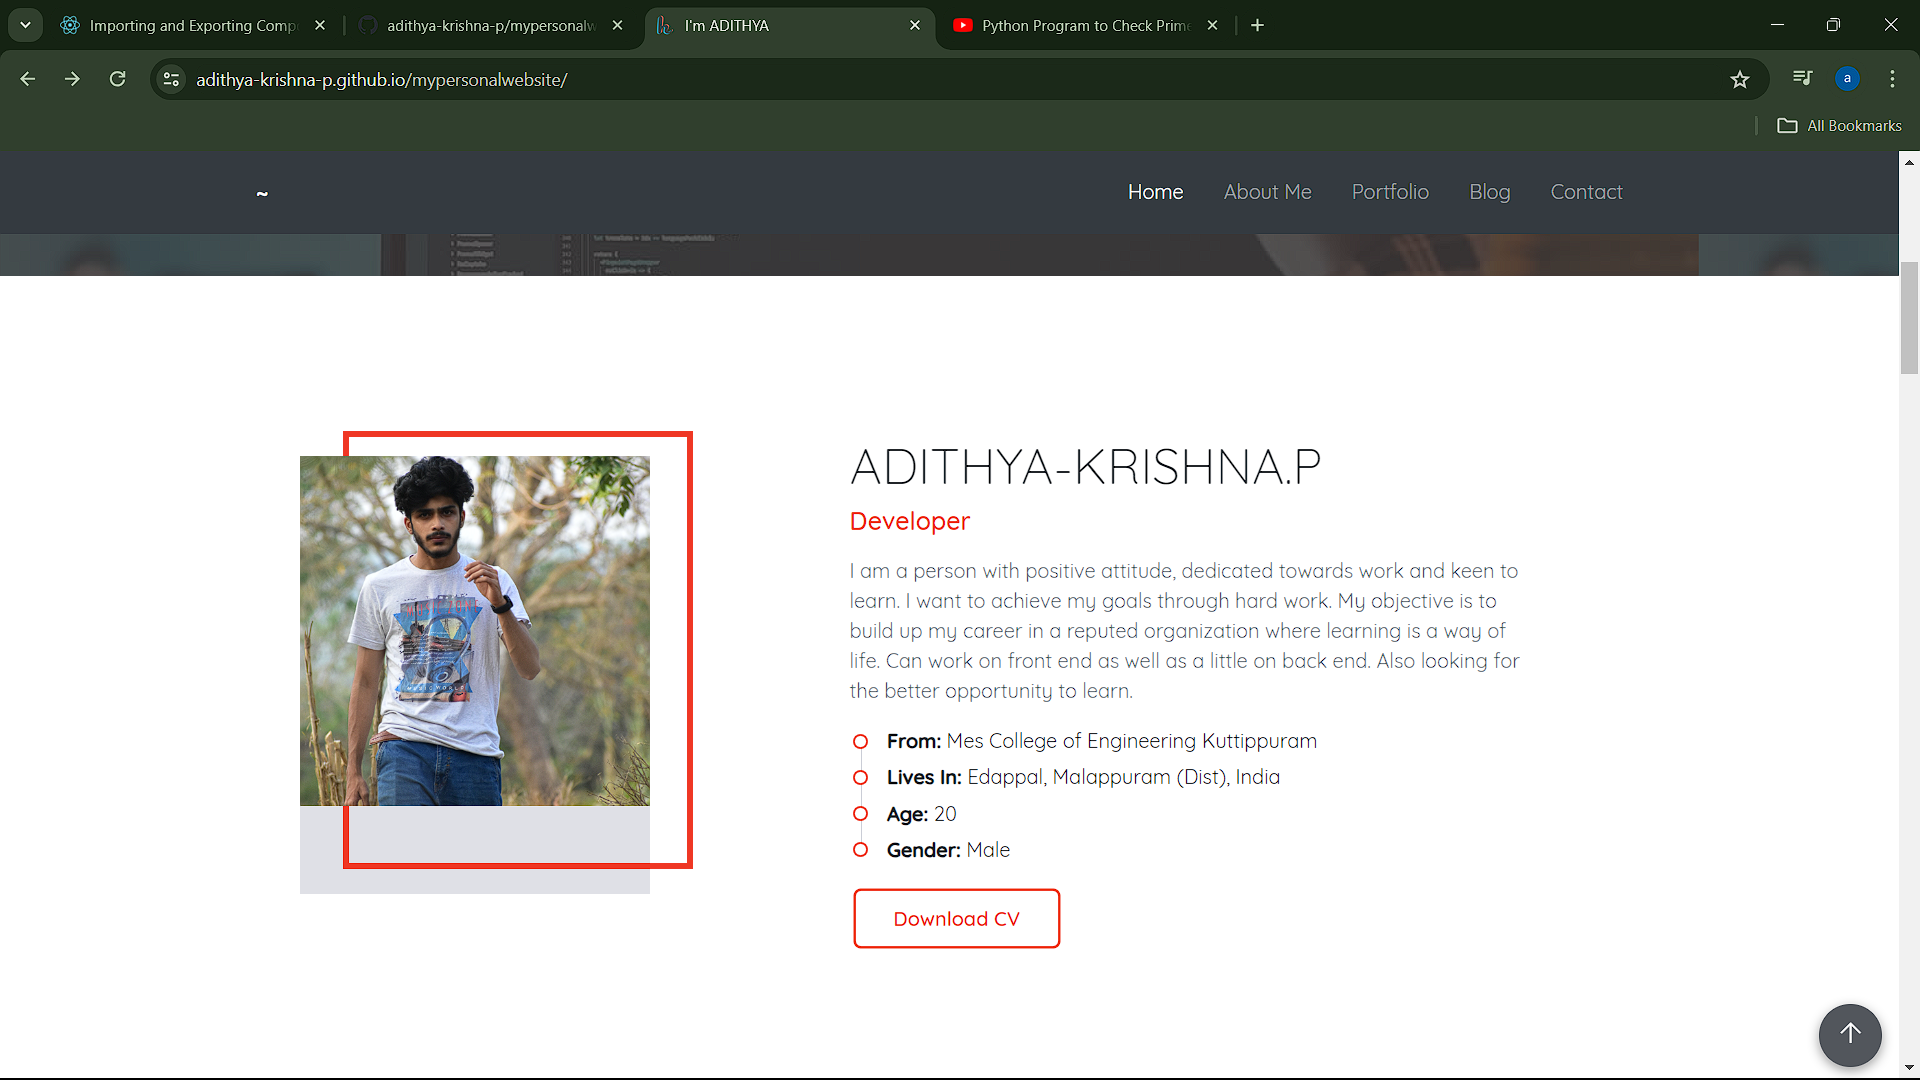 Importing and Exporting Comp
adithya-krishna-p/mypersonalw
I'm ADITHYA
Python Program to Check Prime
adithya-krishna-p.github.io/mypersonalwebsite/
a
All Bookmarks
~
Home
About Me
Portfolio
Blog
Contact
ADITHYA-KRISHNA.P
Developer
I am a person with positive attitude, dedicated towards work and keen to
learn. I want to achieve my goals through hard work. My objective is to
build up my career in a reputed organization where learning is a way of
life. Can work on front end as well as a little on back end. Also looking for
the better opportunity to learn.
From: Mes College of Engineering Kuttippuram
Lives In: Edappal, Malappuram (Dist), India
Age: 20
Gender: Male
Download CV